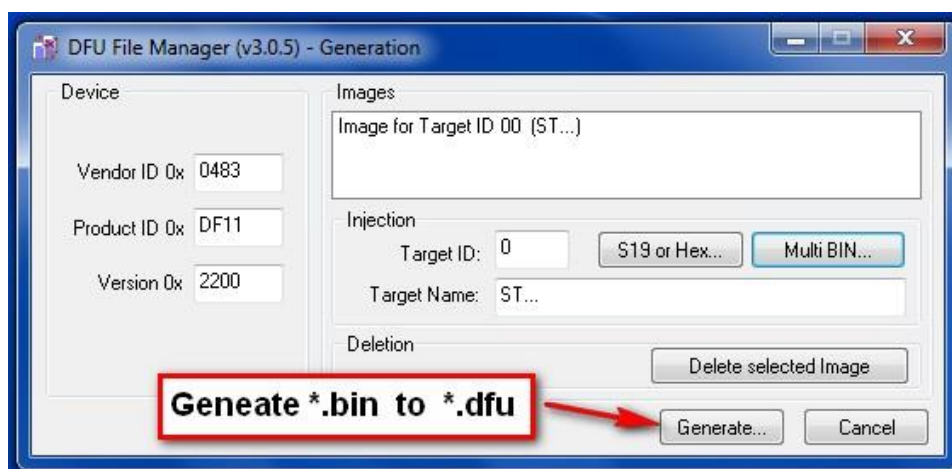 DFU File Manager (v3.0.5) - Generation
Device
Vendor ID 0x 0483
Product ID 0x DF11
Version 0x 2200
Images
Image for Target ID 00 (ST...)
Injection
Target ID: 0 S19 or Hex... Multi BIN...
Target Name: ST...
Deletion
Delete selected Image
Geneate *.bin to *.dfu
Generate... Cancel